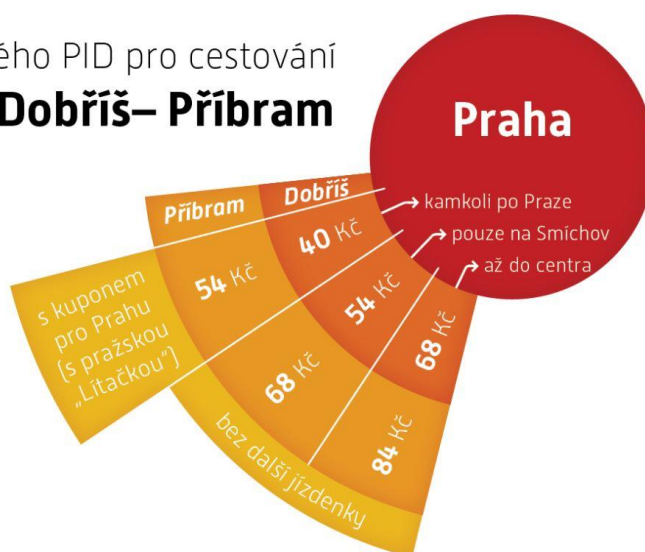 ého PID pro cestování
Dobříš– Příbram
Praha
Příbram
Dobříš
kamkoli po Praze
pouze na Smíchov
až do centra
40 Kč
54 Kč
54 Kč
68 Kč
68 Kč
84 Kč
s kuponem
pro Prahu
(s pražskou
„Lítačkou“)
bez další jízdenky